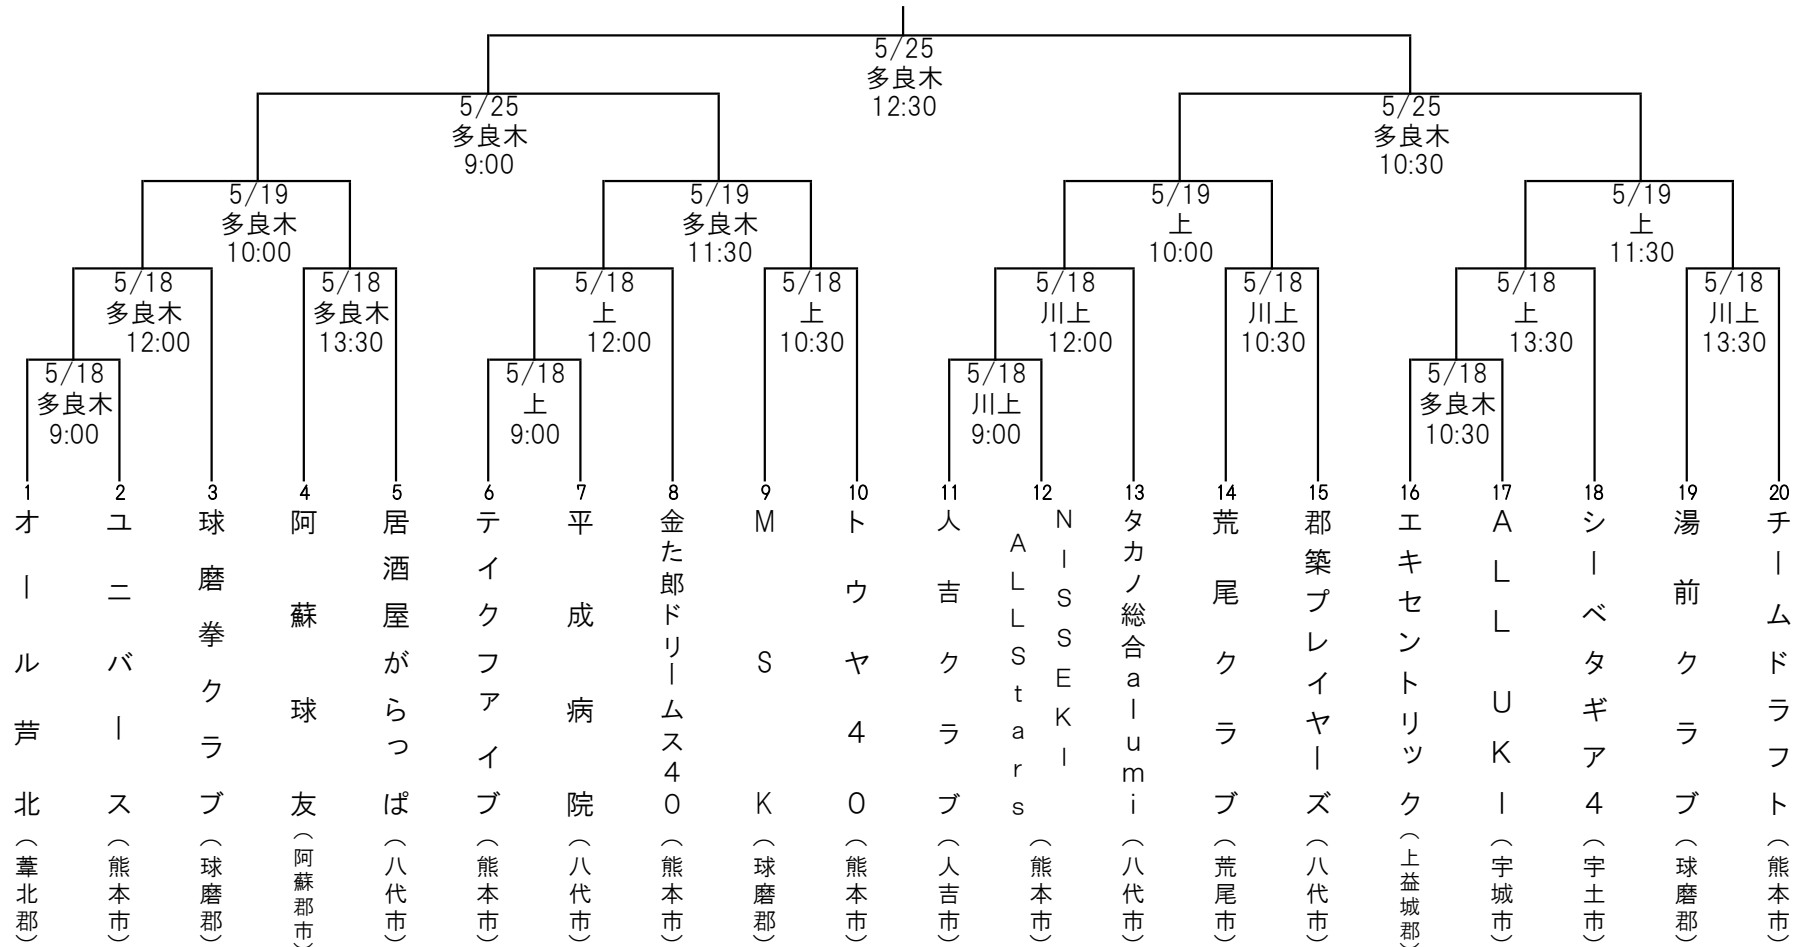 5/25
多良木
12:30
5/25
多良木
9:00
5/25
多良木
10:30
5/19
多良木
10:00
5/19
多良木
11:30
5/19
上
10:00
5/19
上
11:30
5/18
多良木
12:00
5/18
多良木
13:30
5/18
上
12:00
5/18
上
10:30
5/18
川上
12:00
5/18
川上
10:30
5/18
上
13:30
5/18
川上
13:30
5/18
多良木
9:00
5/18
上
9:00
5/18
川上
9:00
5/18
多良木
10:30
1
オール芦北(葦北郡)
2
ユニバース(熊本市)
3
球磨拳クラブ(球磨郡)
4
阿蘇球友(阿蘇郡市)
5
居酒屋がらっぱ(八代市)
6
テイクファイブ(熊本市)
7
平成病院(八代市)
8
金た郎ドリームス40(熊本市)
9
MSK(球磨郡)
10
トウヤ40(熊本市)
11
人吉クラブ(人吉市)
12
NISSEKI
ALLStars
(熊本市)
13
タカノ総合alumi(八代市)
14
荒尾クラブ(荒尾市)
15
郡築プレイヤーズ(八代市)
16
エキセントリック(上益城郡)
17
ALL UKI(宇城市)
18
シーベタギア4(宇土市)
19
湯前クラブ(球磨郡)
20
チームドラフト(熊本市)